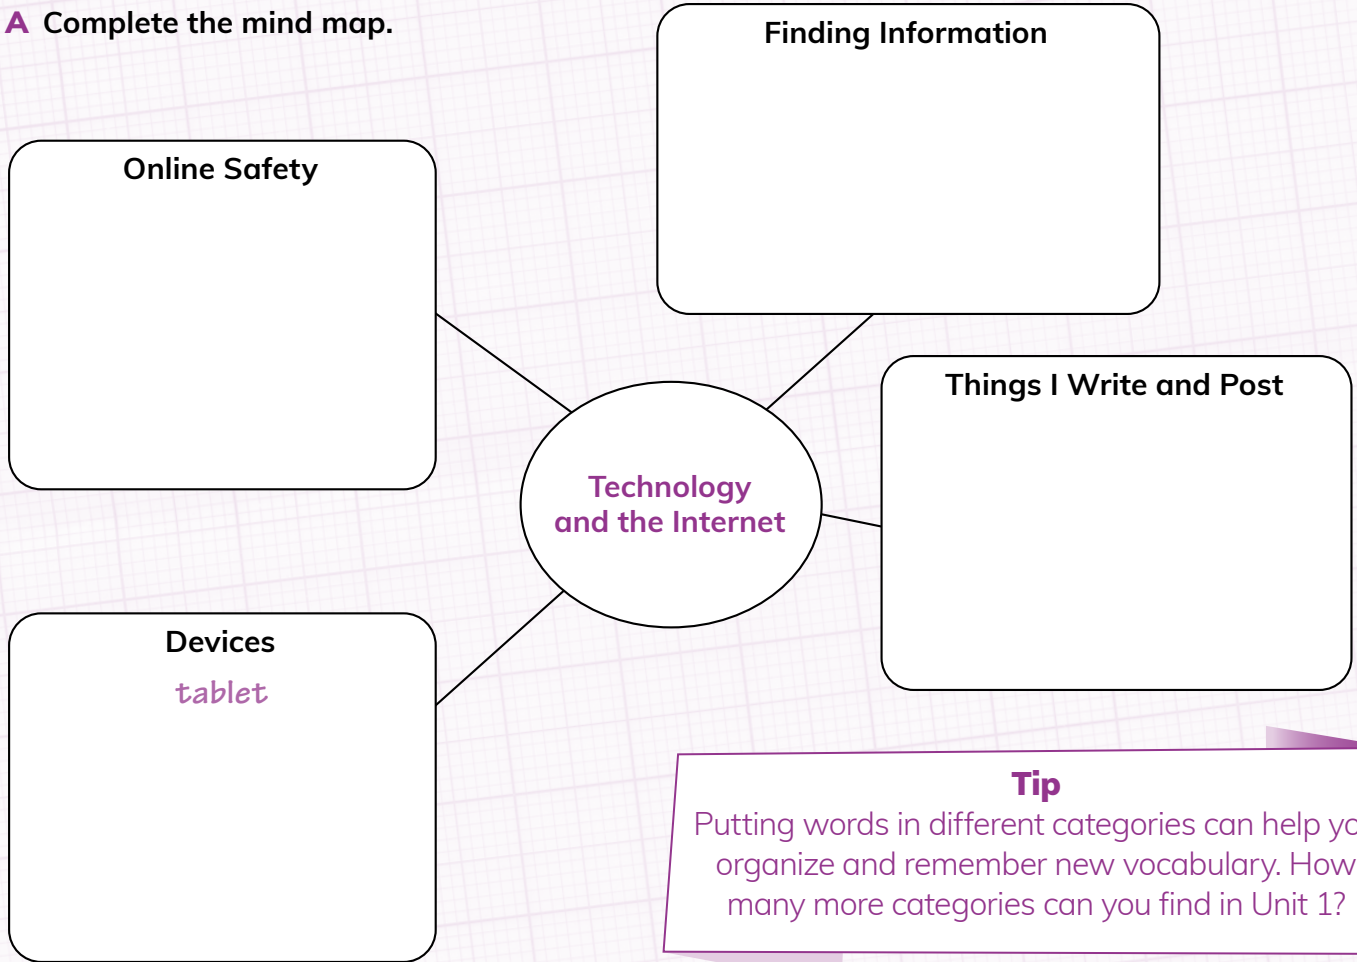 A Complete the mind map.
Finding Information
Online Safety
Things I Write and Post
Technology
and the Internet
Devices
tablet
Tip
Putting words in different categories can help
organize and remember new vocabulary. How
many more categories can you find in Unit 1?